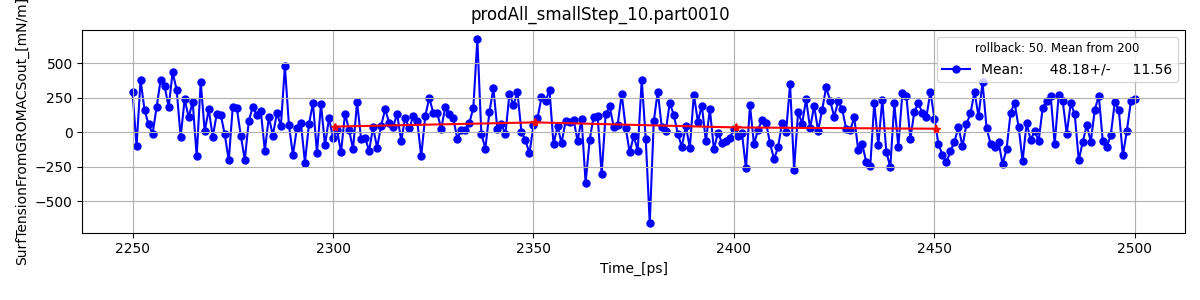 prodAll_smallStep_10.part0010
SurfTensionFromGROMACSout_[mN/m]
500
250
0
−250
−500
rollback: 50. Mean from 200
Mean: 48.18+/- 11.56
2250 2300 2350 2400 2450 2500
Time_[ps]